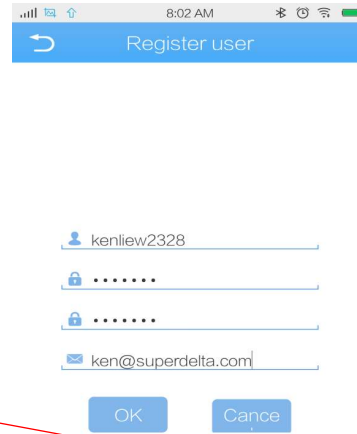 8:02 AM
Register user
kenliew2328
•••••••
•••••••
ken@superdelta.com
OK
Cance